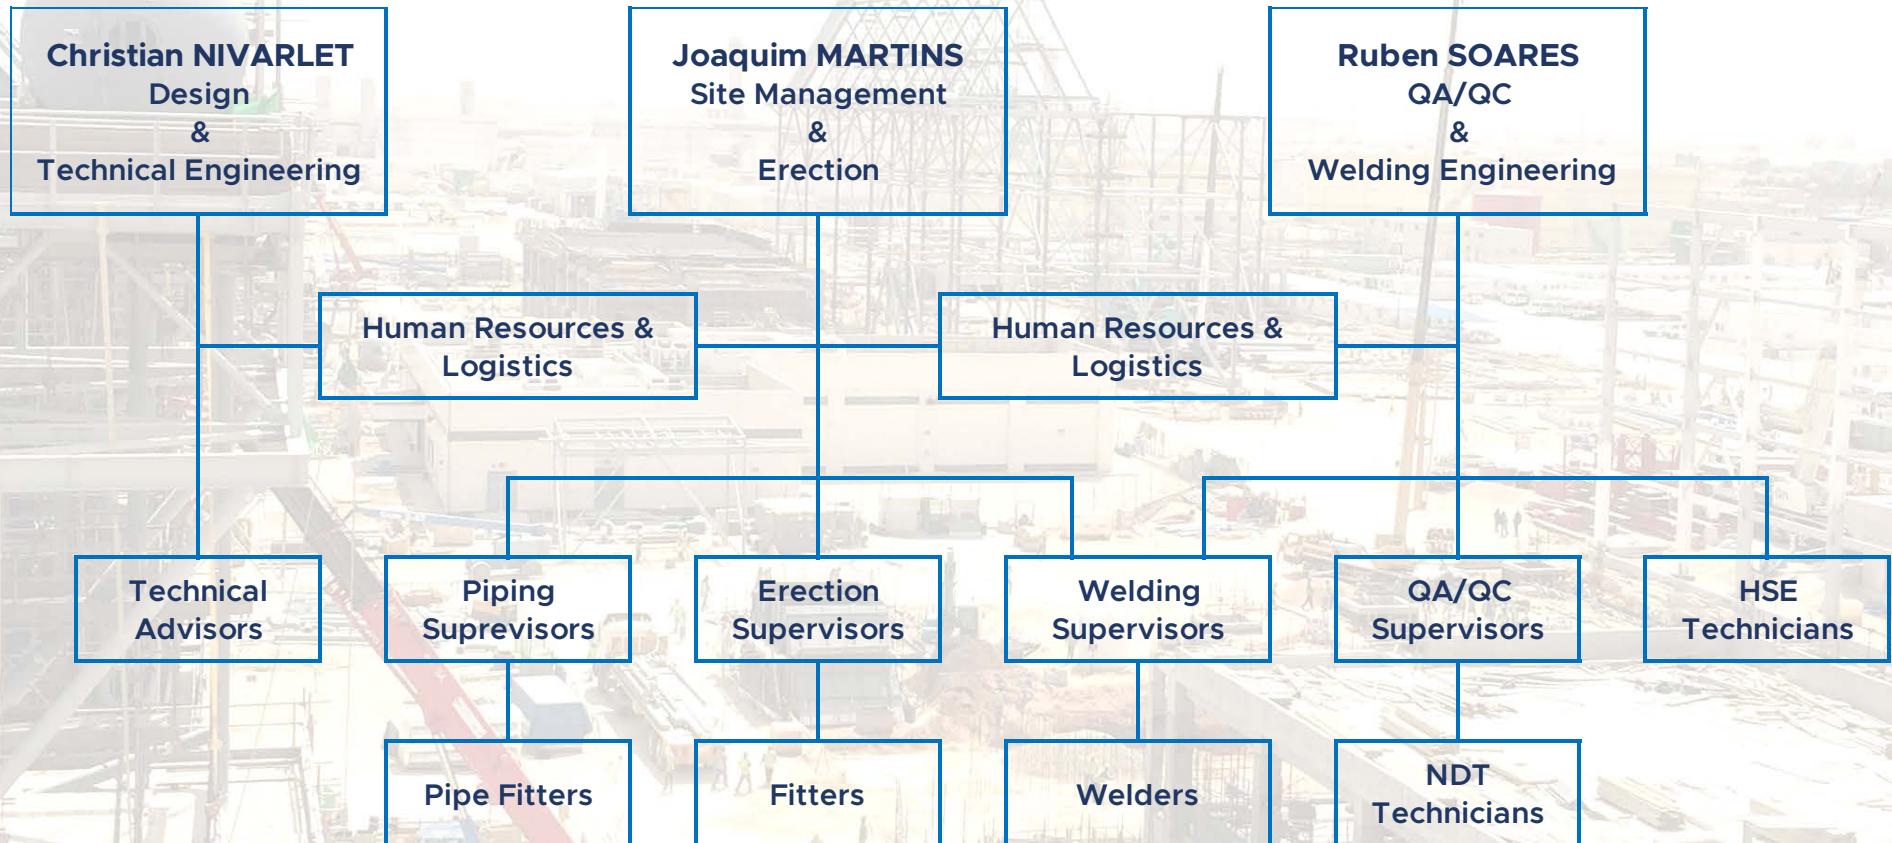 Christian NIVARLET
Design
&
Technical Engineering
Joaquim MARTINS
Site Management
&
Erection
Ruben SOARES
QA/QC
&
Welding Engineering
Human Resources &
Logistics
Human Resources &
Logistics
Technical
Advisors
Piping
Suprevisors
Erection
Supervisors
Welding
Supervisors
QA/QC
Supervisors
HSE
Technicians
Pipe Fitters
Fitters
Welders
NDT
Technicians